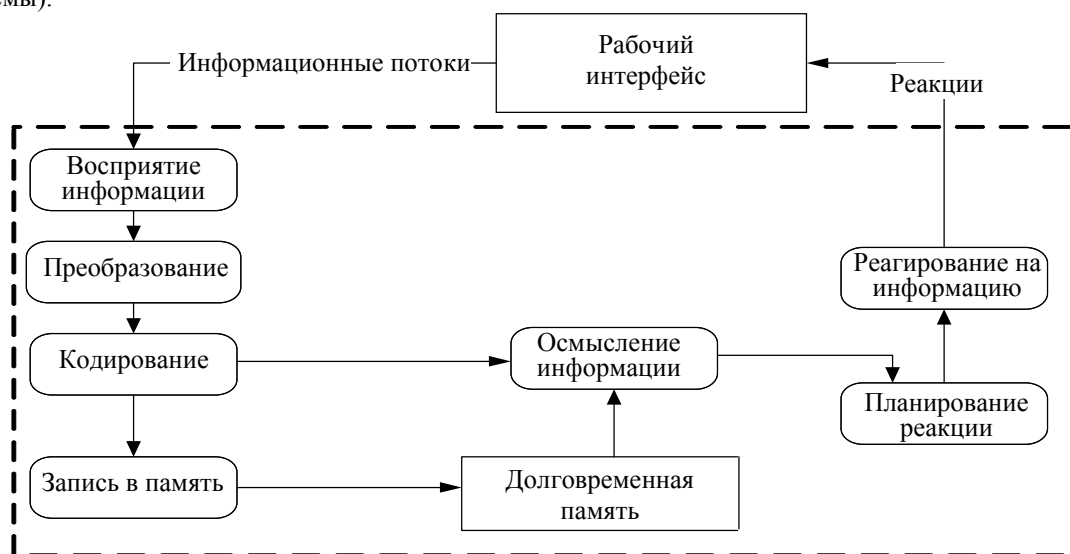 емы).
Рабочий
интерфейс
Информационные потоки
Реакции
Восприятие
информации
Преобразование
Реагирование на
информацию
Кодирование
Осмысление
информации
Планирование
реакции
Запись в память
Долговременная
память